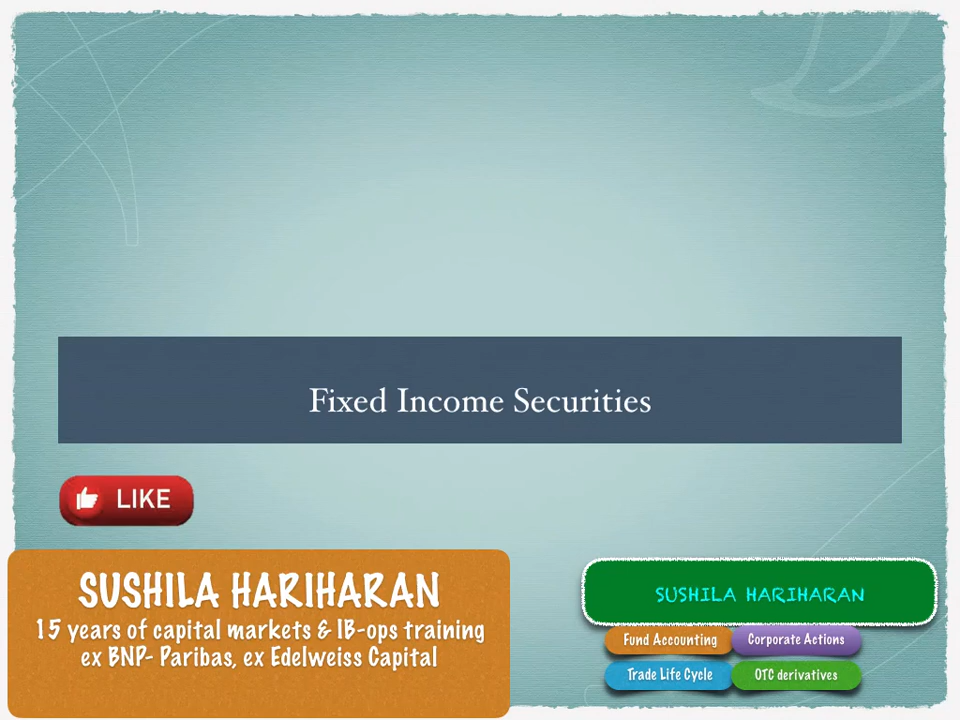 Fixed Income Securities
LIKE
SUSHILA HARIHARAN
15 years of capital markets & IB-ops training
ex BNP- Paribas, ex Edelweiss Capital
SUSHILA HARIHARAN
Fund Accounting
Corporate Actions
Trade Life Cycle
OTC derivatives